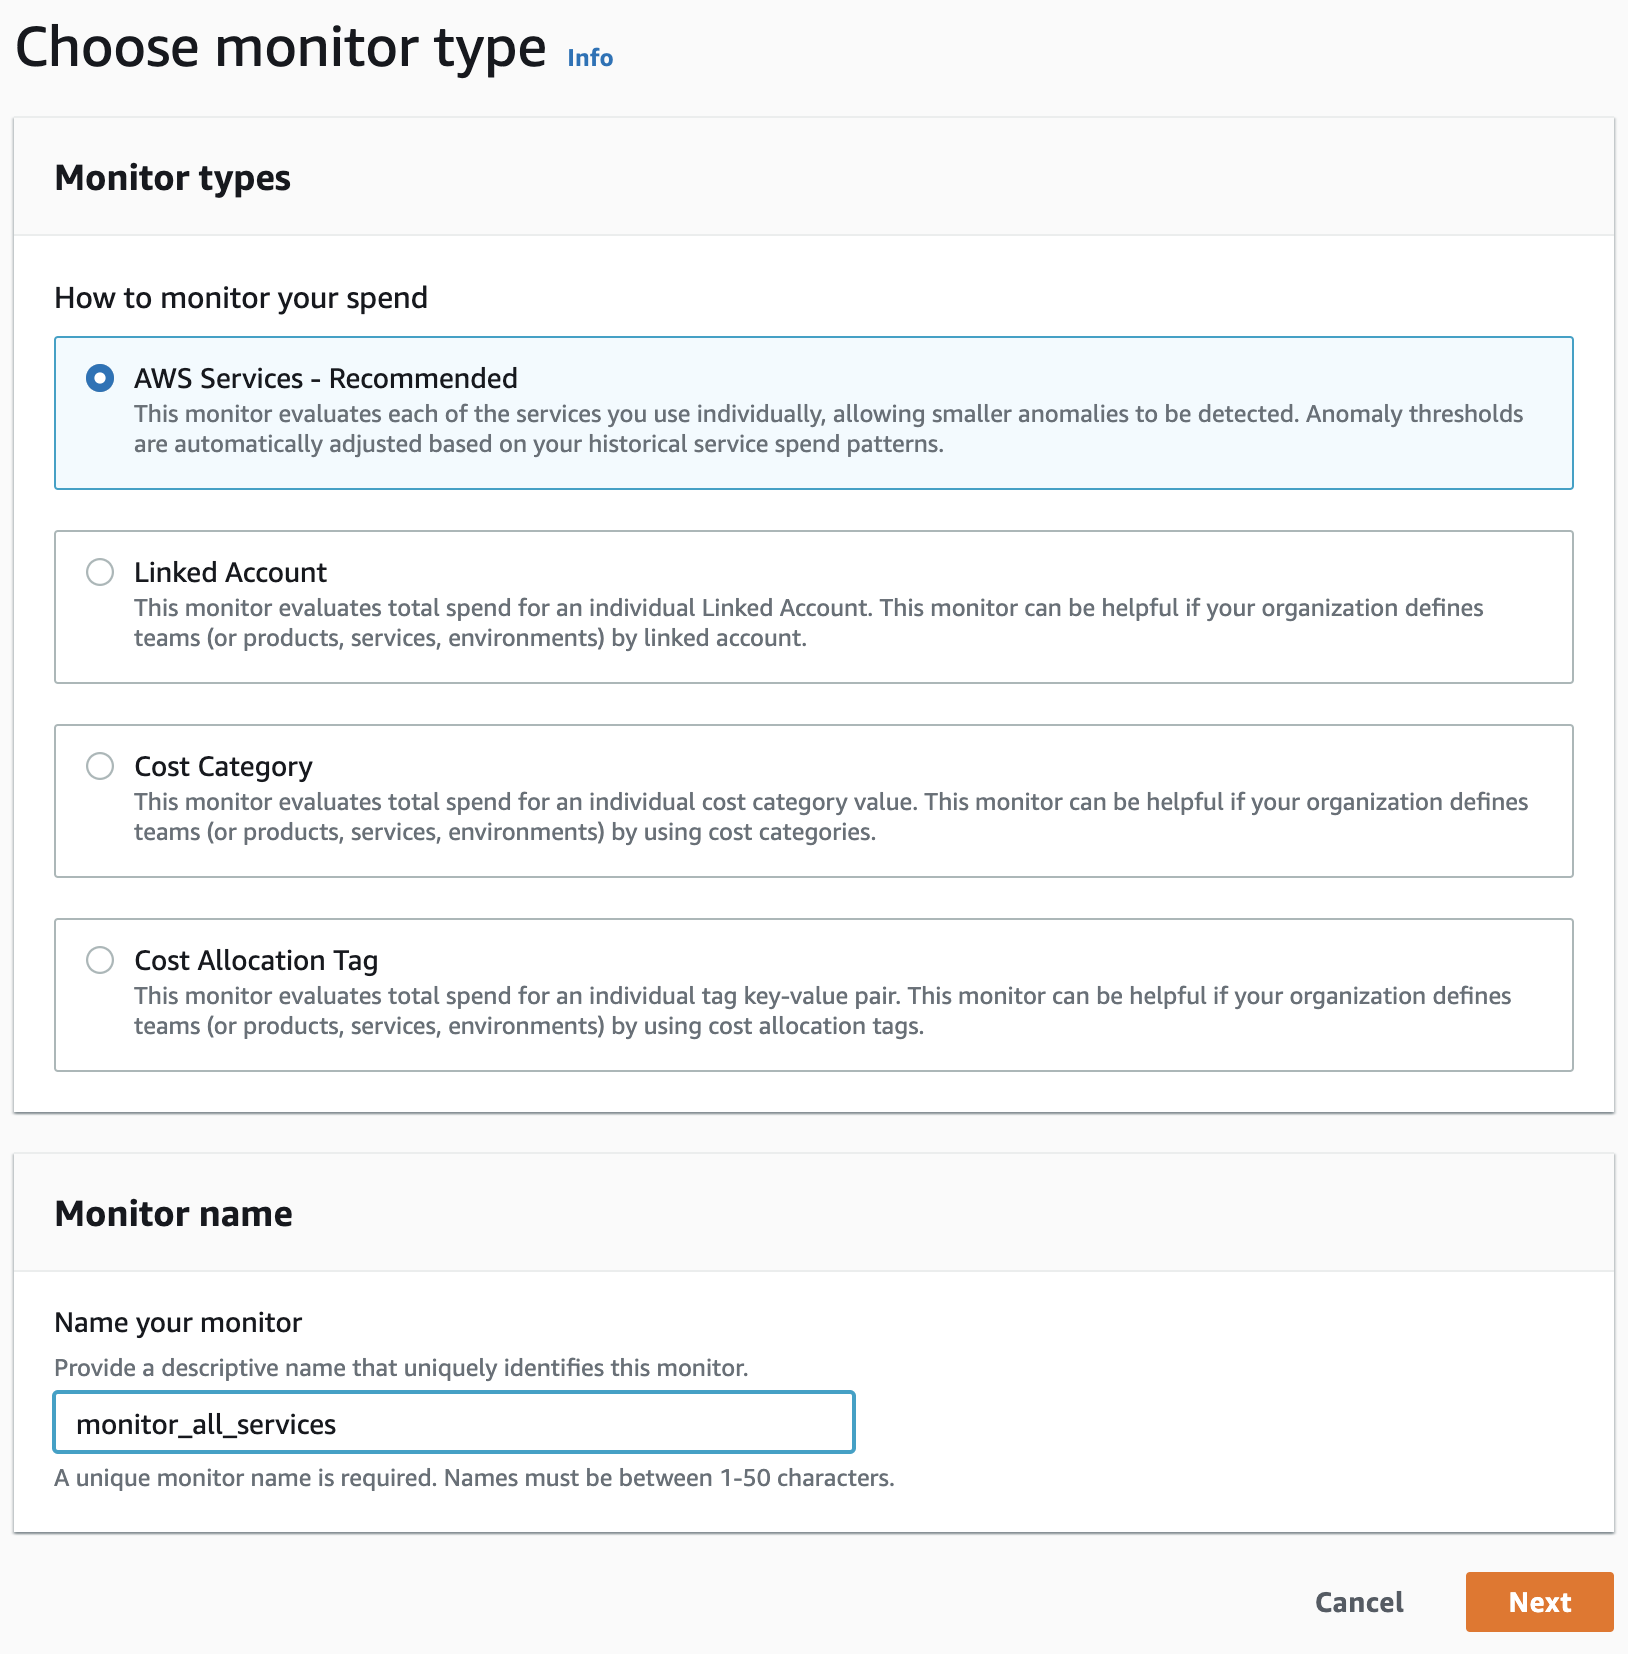 Choose monitor type Info
Monitor types
How to monitor your spend
AWS Services - Recommended
This monitor evaluates each of the services you use individually, allowing smaller anomalies to be detected. Anomaly thresholds
are automatically adjusted based on your historical service spend patterns.
Linked Account
This monitor evaluates total spend for an individual Linked Account. This monitor can be helpful if your organization defines
teams (or products, services, environments) by linked account.
Cost Category
This monitor evaluates total spend for an individual cost category value. This monitor can be helpful if your organization defines
teams (or products, services, environments) by using cost categories.
Cost Allocation Tag
This monitor evaluates total spend for an individual tag key-value pair. This monitor can be helpful if your organization defines
teams (or products, services, environments) by using cost allocation tags.
Monitor name
Name your monitor
Provide a descriptive name that uniquely identifies this monitor.
monitor_all_services
A unique monitor name is required. Names must be between 1-50 characters.
Cancel Next